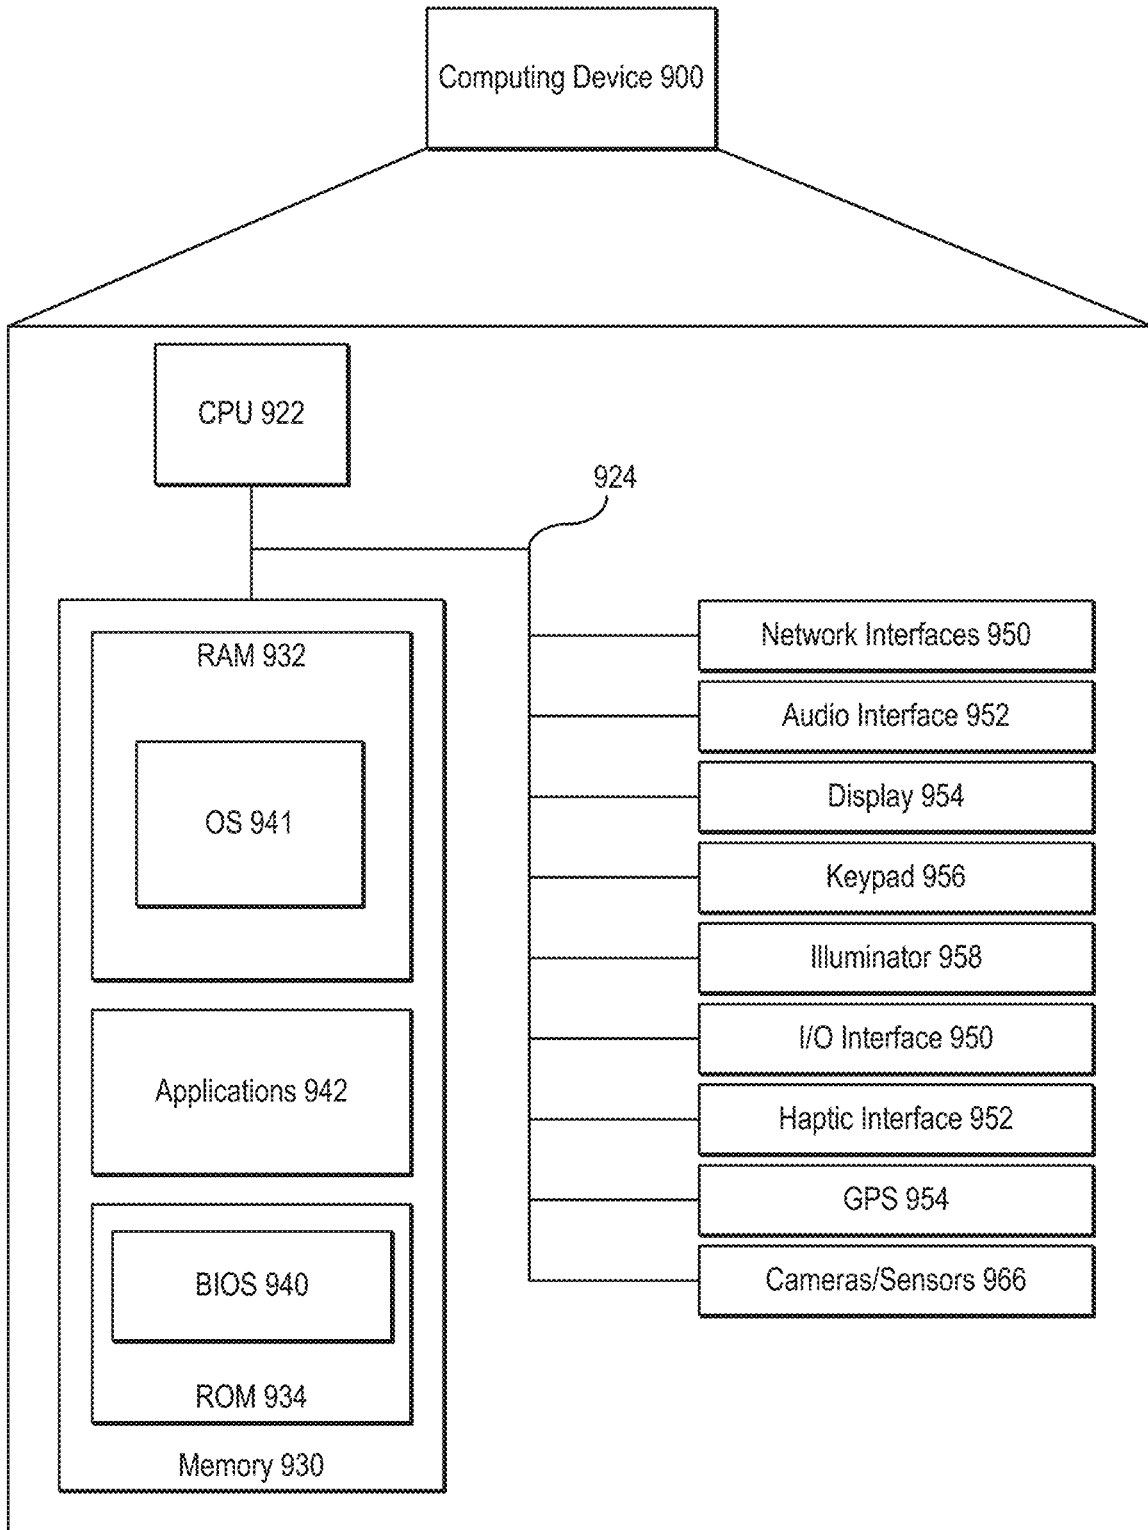 Computing Device 900
CPU 922
924
RAM 932
OS 941
Applications 942
BIOS 940
ROM 934
Memory 930
Network Interfaces 950
Audio Interface 952
Display 954
Keypad 956
Illuminator 958
I/O Interface 950
Haptic Interface 952
GPS 954
Cameras/Sensors 966